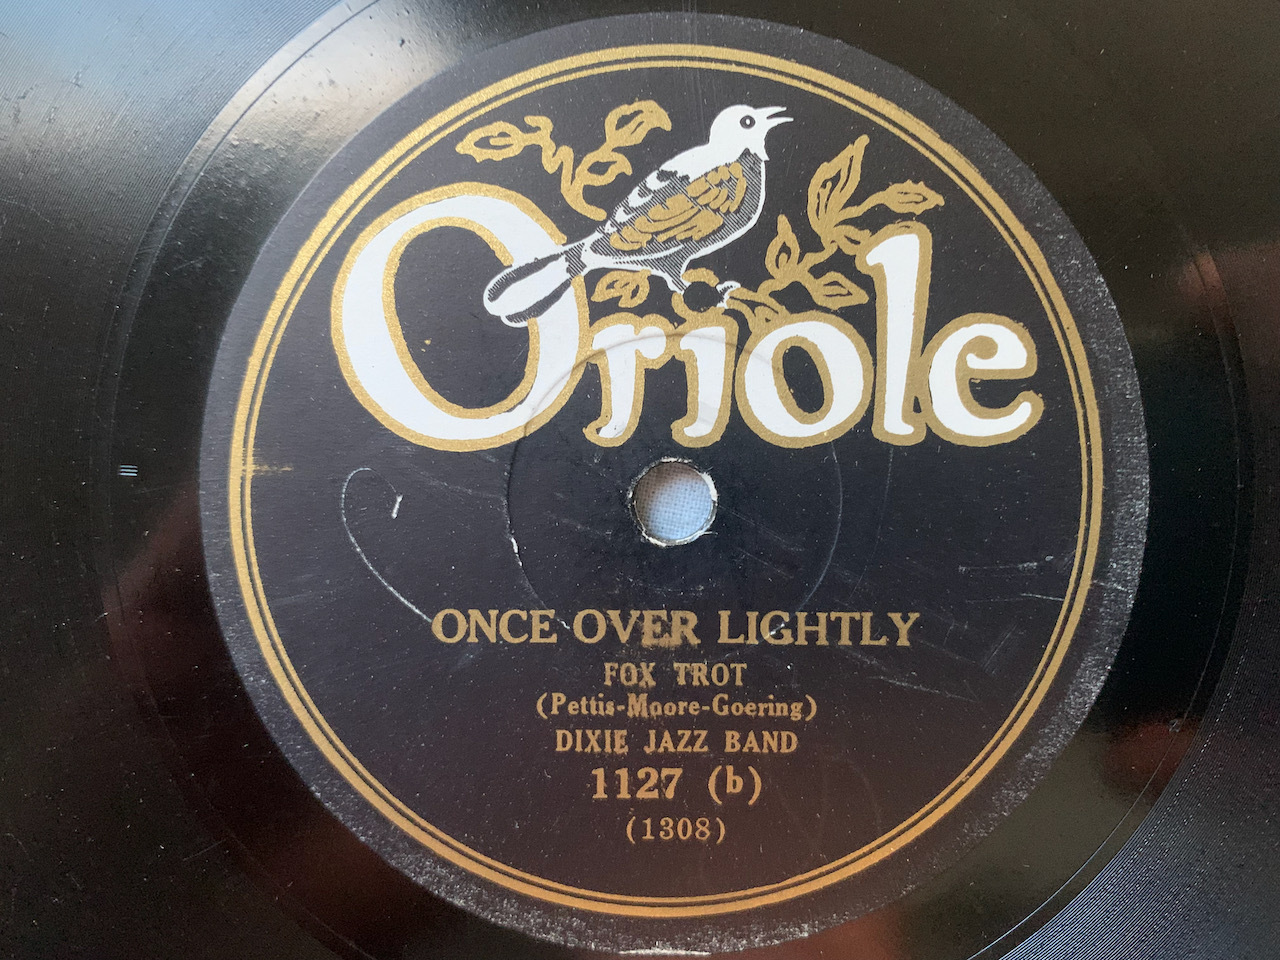 Oriole
ONCE OVER LIGHTLY
FOX TROT
(Pettis-Moore-Goering)
DIXIE JAZZ BAND
1127 (b)
(1308)